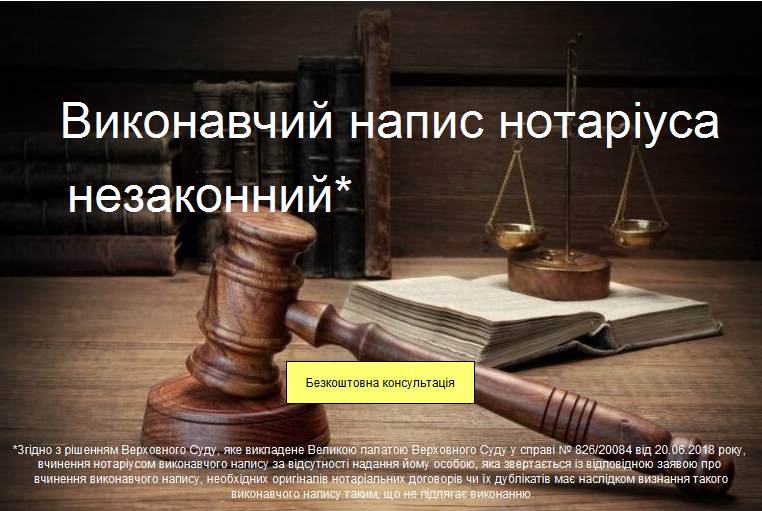 Виконавчий напис нотаріуса
незаконний*
Безкоштовна консультація
*Згідно з рішенням Верховного Суду, яке викладене Великою палатою Верховного Суду у справі № 826/20084 від 20.06.2018 року,
вчинення нотаріусом виконавчого напису за відсутності надання йому особою, яка звертається із відповідною заявою про
вчинення виконавчого напису, необхідних оригіналів нотаріальних договорів чи їх дублікатів має наслідком визнання такого
виконавчого напису таким, що не підлягає виконанню.